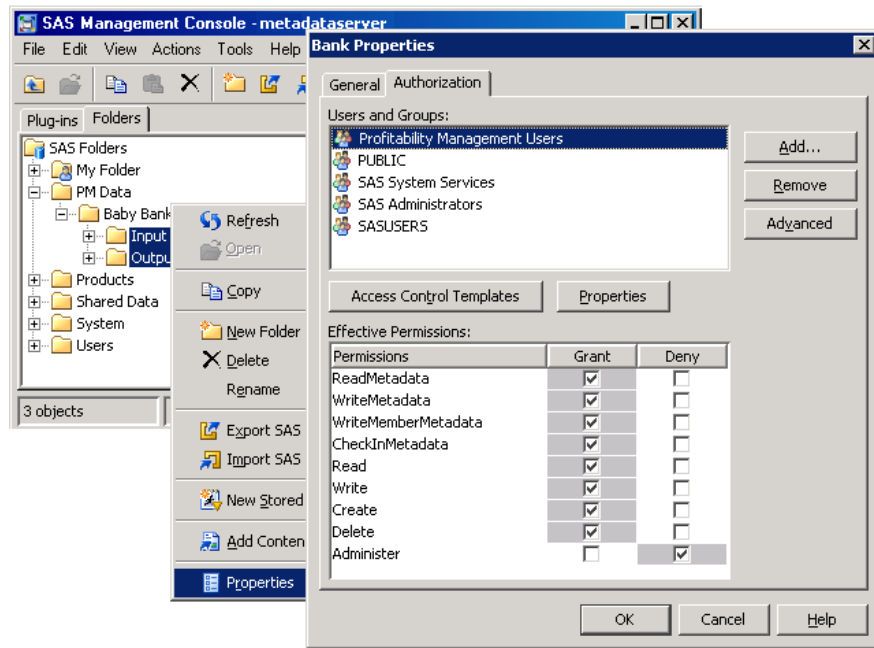 SAS Management Console - metadataserver
File Edit View Actions Tools Help
Plug-ins Folders
SAS Folders
My Folder
PM Data
Baby Bank
Input
Outpu
Products
Shared Data
System
Users
3 objects
Refresh
Open
Copy
New Folder
Delete
Rename
Export SAS
Import SAS
New Stored
Add Conten
Properties
Bank Properties
General Authorization
Users and Groups:
Profitability Management Users
PUBLIC
SAS System Services
SAS Administrators
SASUSERS
Add...
Remove
Advanced
Access Control Templates Properties
Effective Permissions:
Permissions Grant Deny
ReadMetadata
WriteMetadata
WriteMemberMetadata
CheckInMetadata
Read
Write
Create
Delete
Administer
OK Cancel Help